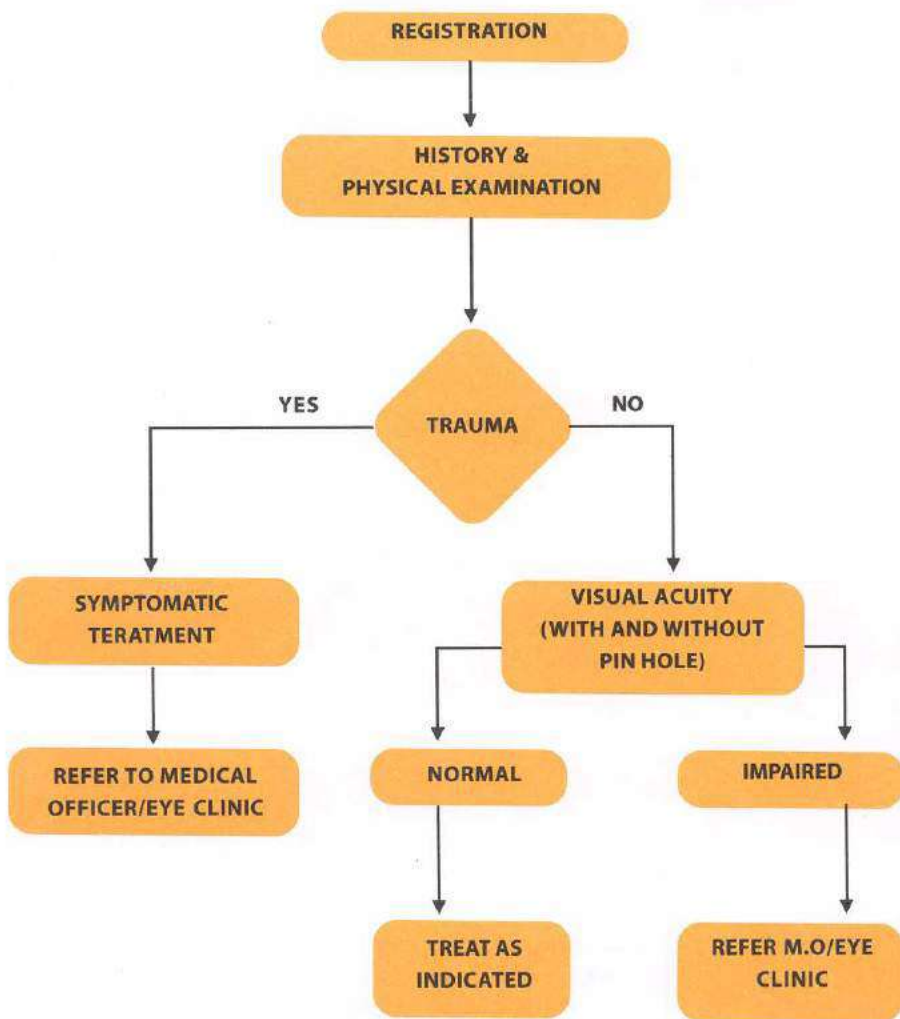 REGISTRATION
HISTORY &
PHYSICAL EXAMINATION
YES
NO
TRAUMA
SYMPTOMATIC
TERATMENT
VISUAL ACUITY
(WITH AND WITHOUT
PIN HOLE)
REFER TO MEDICAL
OFFICER/EYE CLINIC
NORMAL
IMPAIRED
TREAT AS
INDICATED
REFER M.O/EYE
CLINIC